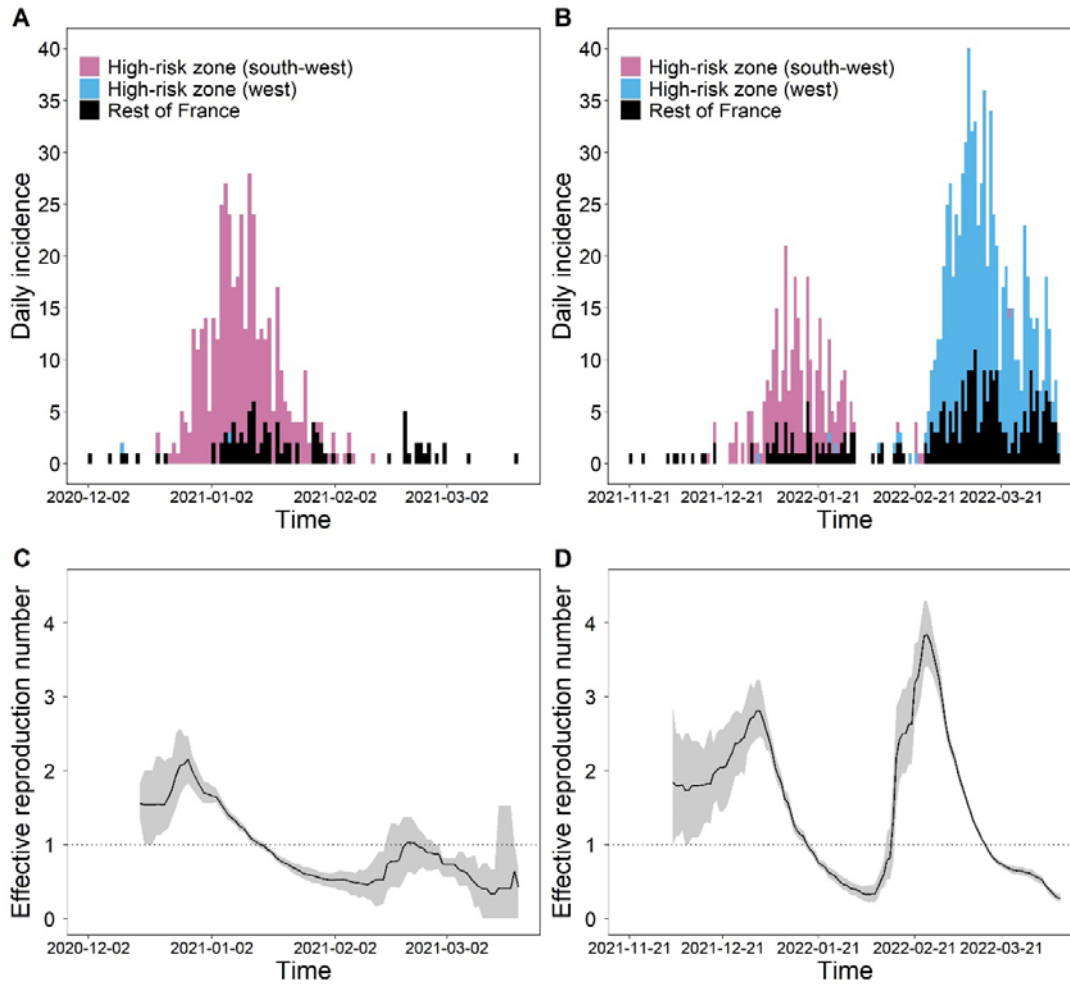 A
High-risk zone (south-west)
High-risk zone (west)
Rest of France
Daily incidence
40
35
30
25
20
15
10
5
0
2020-12-02
2021-01-02
2021-02-02
2021-03-02
Time
B
High-risk zone (south-west)
High-risk zone (west)
Rest of France
Daily incidence
40
35
30
25
20
15
10
5
0
2021-11-21
2021-12-21
2022-01-21
2022-02-21
2022-03-21
Time
C
Effective reproduction number
4
3
2
1
0
2020-12-02
2021-01-02
2021-02-02
2021-03-02
Time
D
Effective reproduction number
4
3
2
1
0
2021-11-21
2021-12-21
2022-01-21
2022-02-21
2022-03-21
Time